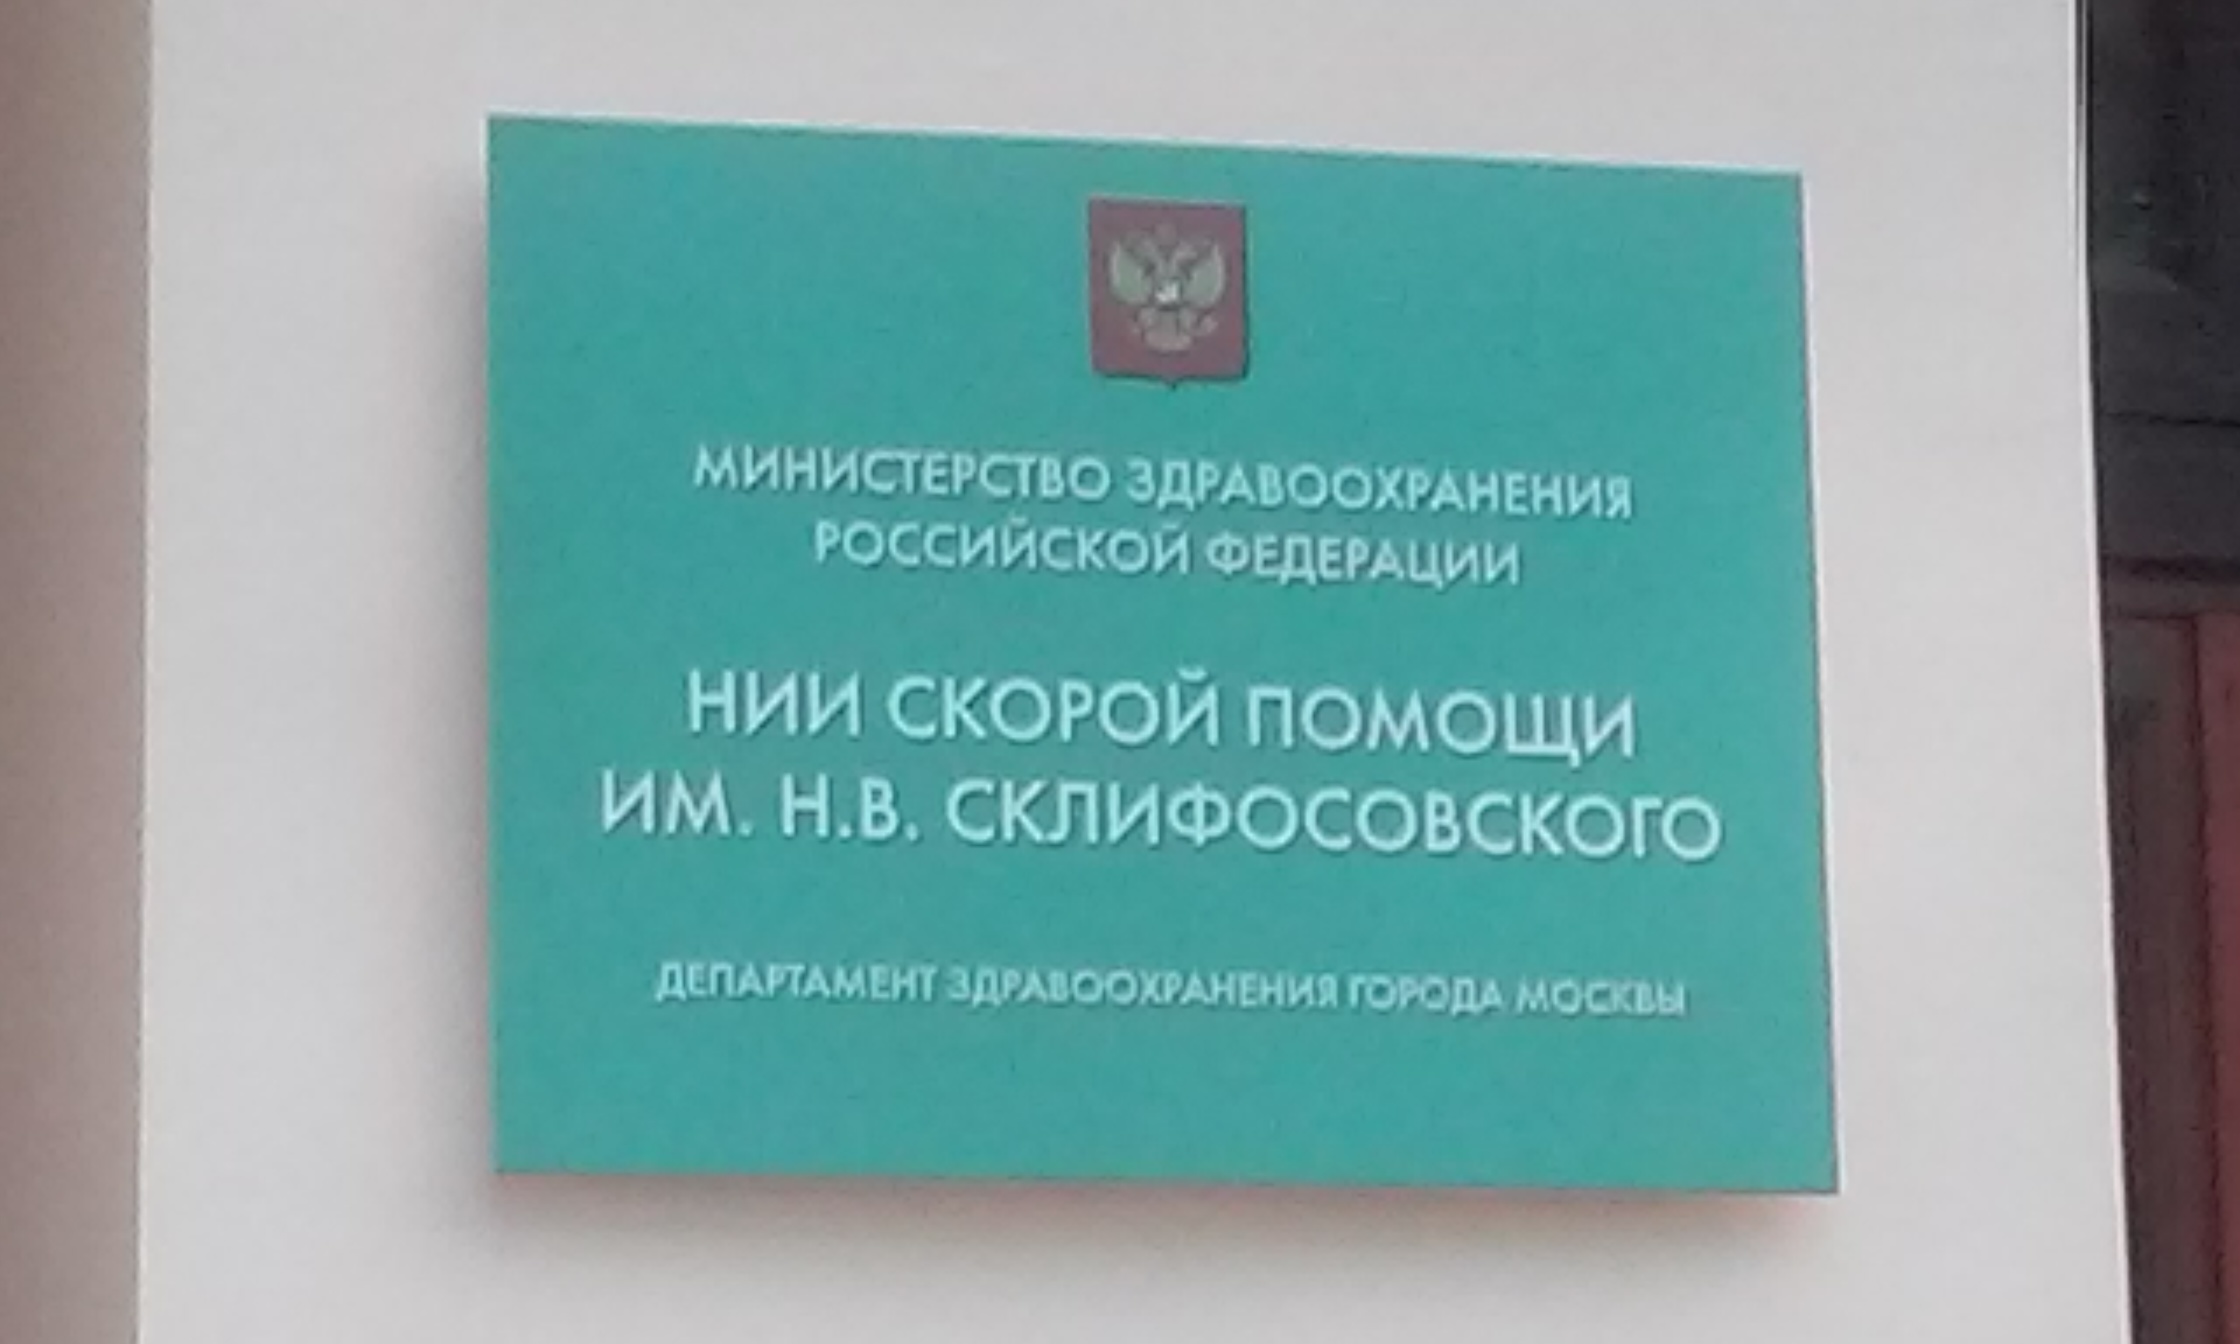 МИНИСТЕРСТВО ЗДРАВООХРАНЕНИЯ
РОССИЙСКОЙ ФЕДЕРАЦИИ
НИИ СКОРОЙ ПОМОЩИ
ИМ. Н.В. СКЛИФОСОВСКОГО
ДЕПАРТАМЕНТ ЗДРАВООХРАНЕНИЯ ГОРОДА МОСКВЫ